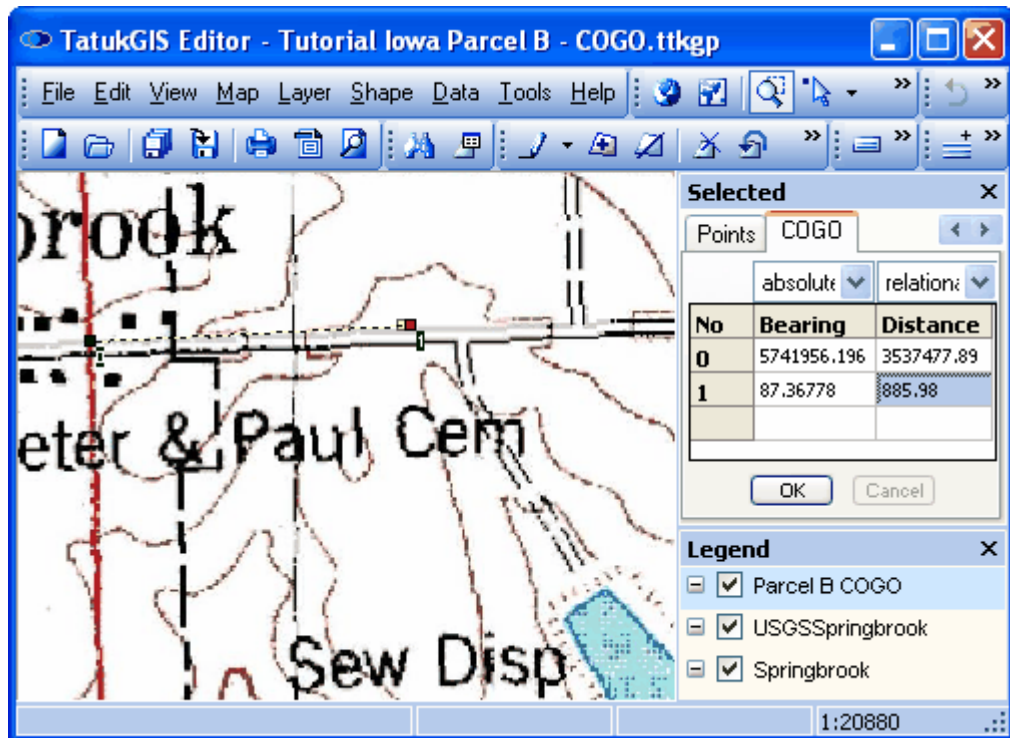 TatukGIS Editor - Tutorial Iowa Parcel B - COGO.ttkgp
File Edit View Map Layer Shape Data Tools Help
brook
eter & Paul Cem
Sew Disp
Selected
Points COGO
absolute relationa
No Bearing Distance
0 5741956.196 3537477.89
1 87.36778 885.98
OK Cancel
Legend
Parcel B COGO
USGSSpringbrook
Springbrook
1
1:20880